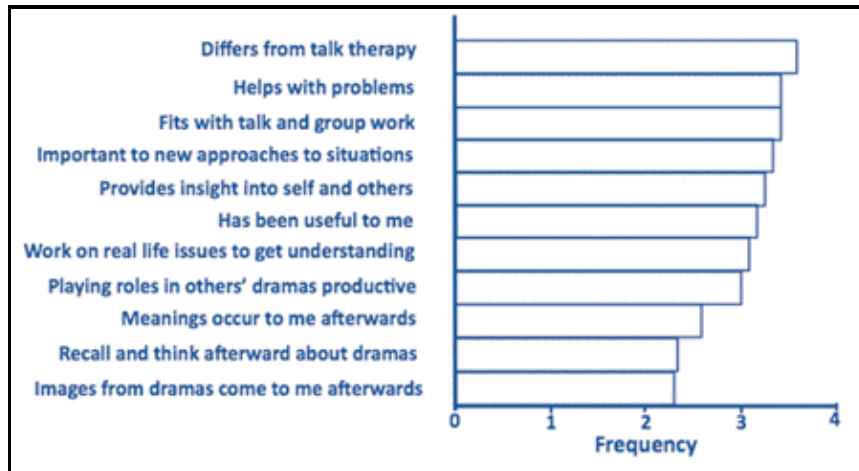 Differs from talk therapy
Helps with problems
Fits with talk and group work
Important to new approaches to situations
Provides insight into self and others
Has been useful to me
Work on real life issues to get understanding
Playing roles in others' dramas productive
Meanings occur to me afterwards
Recall and think afterward about dramas
Images from dramas come to me afterwards
0 1 2 3 4
Frequency